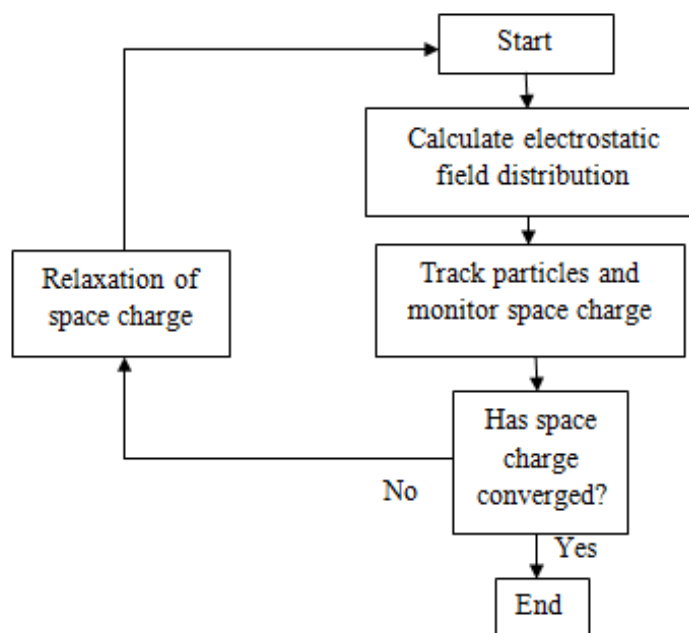 Start
Calculate electrostatic
field distribution
Track particles and
monitor space charge
Relaxation of
space charge
Has space
charge
converged?
No
Yes
End